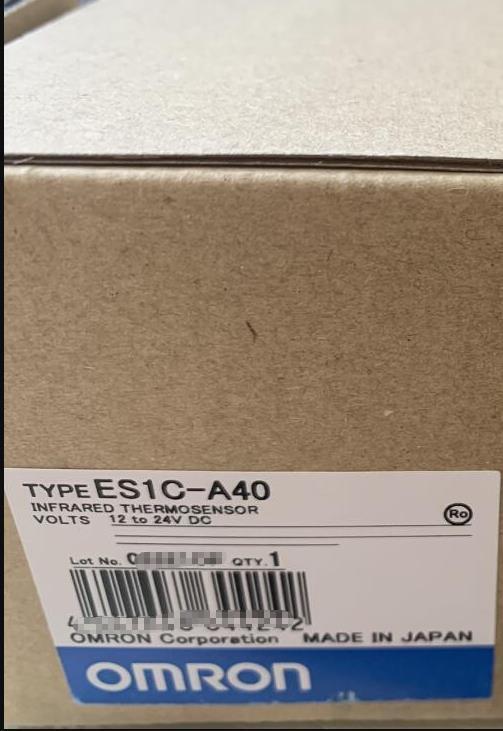 TYPE ES1C-A40
INFRARED THERMOSENSOR
VOLTS 12 to 24V DC
Ro
Lot No. QTY. 1
OMRON Corporation MADE IN JAPAN
OMRON